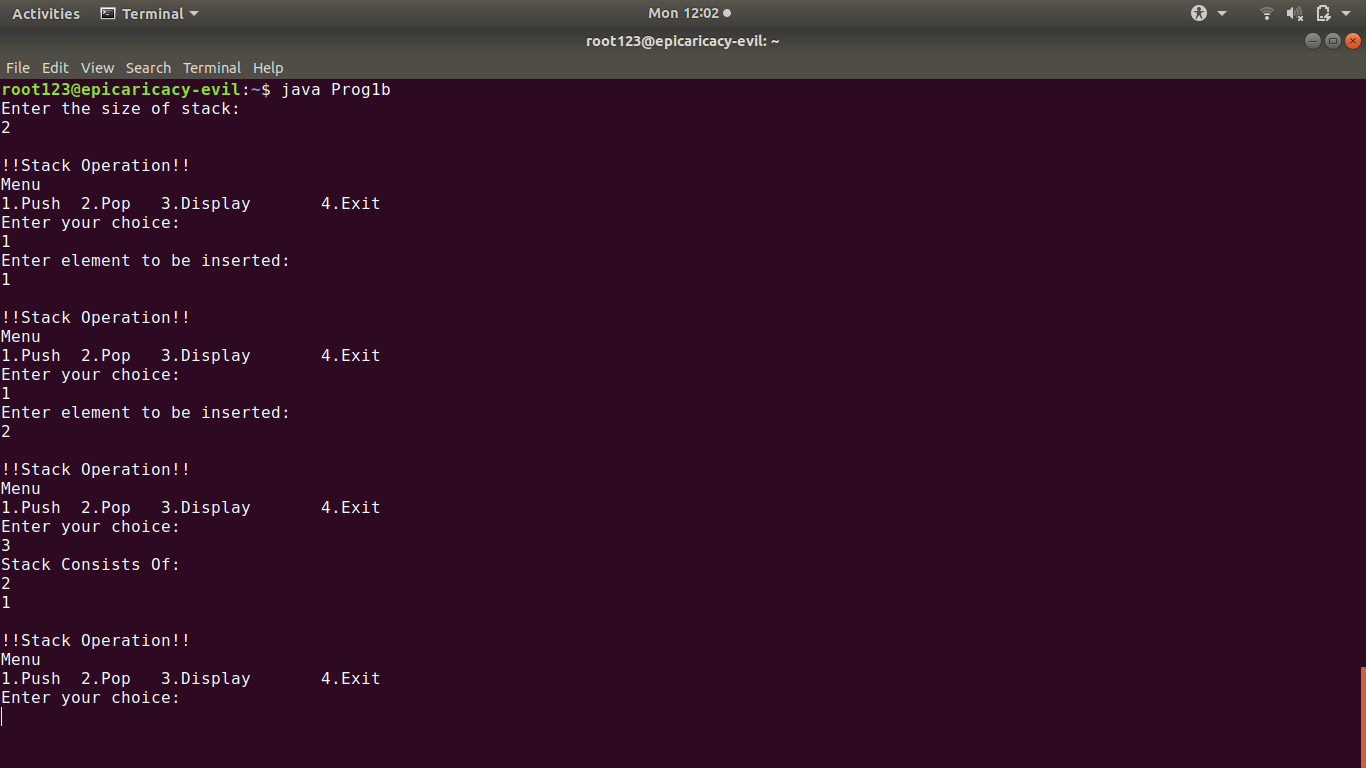 Activities Terminal Mon 12:02
root123@epicaricacy-evil: ~
File Edit View Search Terminal Help
root123@epicaricacy-evil:~$ java Prog1b
Enter the size of stack:
2
!!Stack Operation!!
Menu
1.Push 2.Pop 3.Display 4.Exit
Enter your choice:
1
Enter element to be inserted:
1
!!Stack Operation!!
Menu
1.Push 2.Pop 3.Display 4.Exit
Enter your choice:
1
Enter element to be inserted:
2
!!Stack Operation!!
Menu
1.Push 2.Pop 3.Display 4.Exit
Enter your choice:
3
Stack Consists Of:
2
1
!!Stack Operation!!
Menu
1.Push 2.Pop 3.Display 4.Exit
Enter your choice: